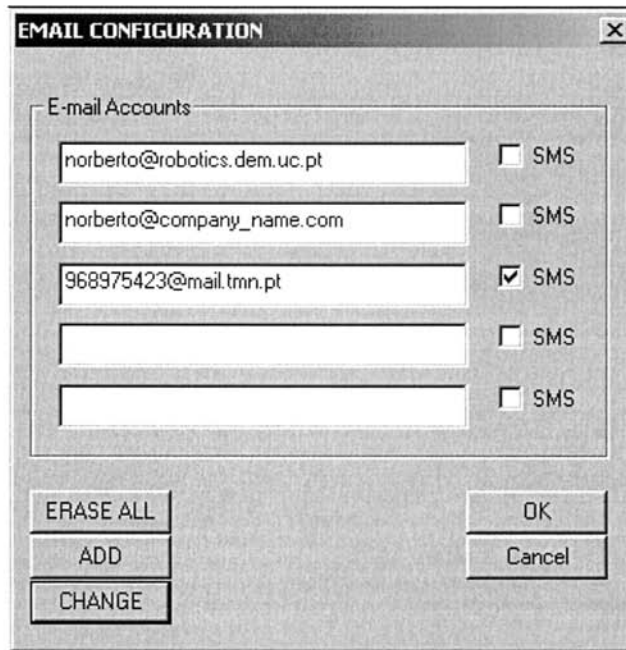 EMAIL CONFIGURATION
E-mail Accounts
norberto@robotics.dem.uc.pt SMS
norberto@company_name.com SMS
968975423@mail.tmn.pt SMS
SMS
SMS
ERASE ALL OK
ADD Cancel
CHANGE